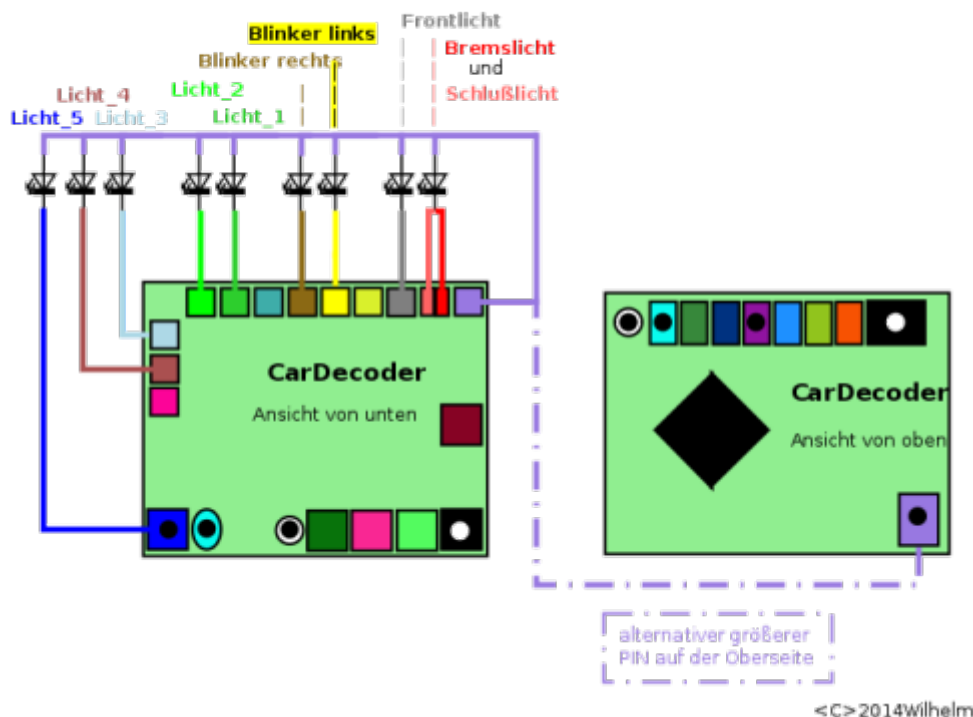 Frontlicht
Blinker links
Bremslicht
und
Schlußlicht
Blinker rechts
Licht_2
Licht_4
Licht_5
Licht_3
Licht_1
CarDecoder
Ansicht von unten
CarDecoder
Ansicht von oben
alternativer größerer
PIN auf der Oberseite
<C>2014Wilhelm